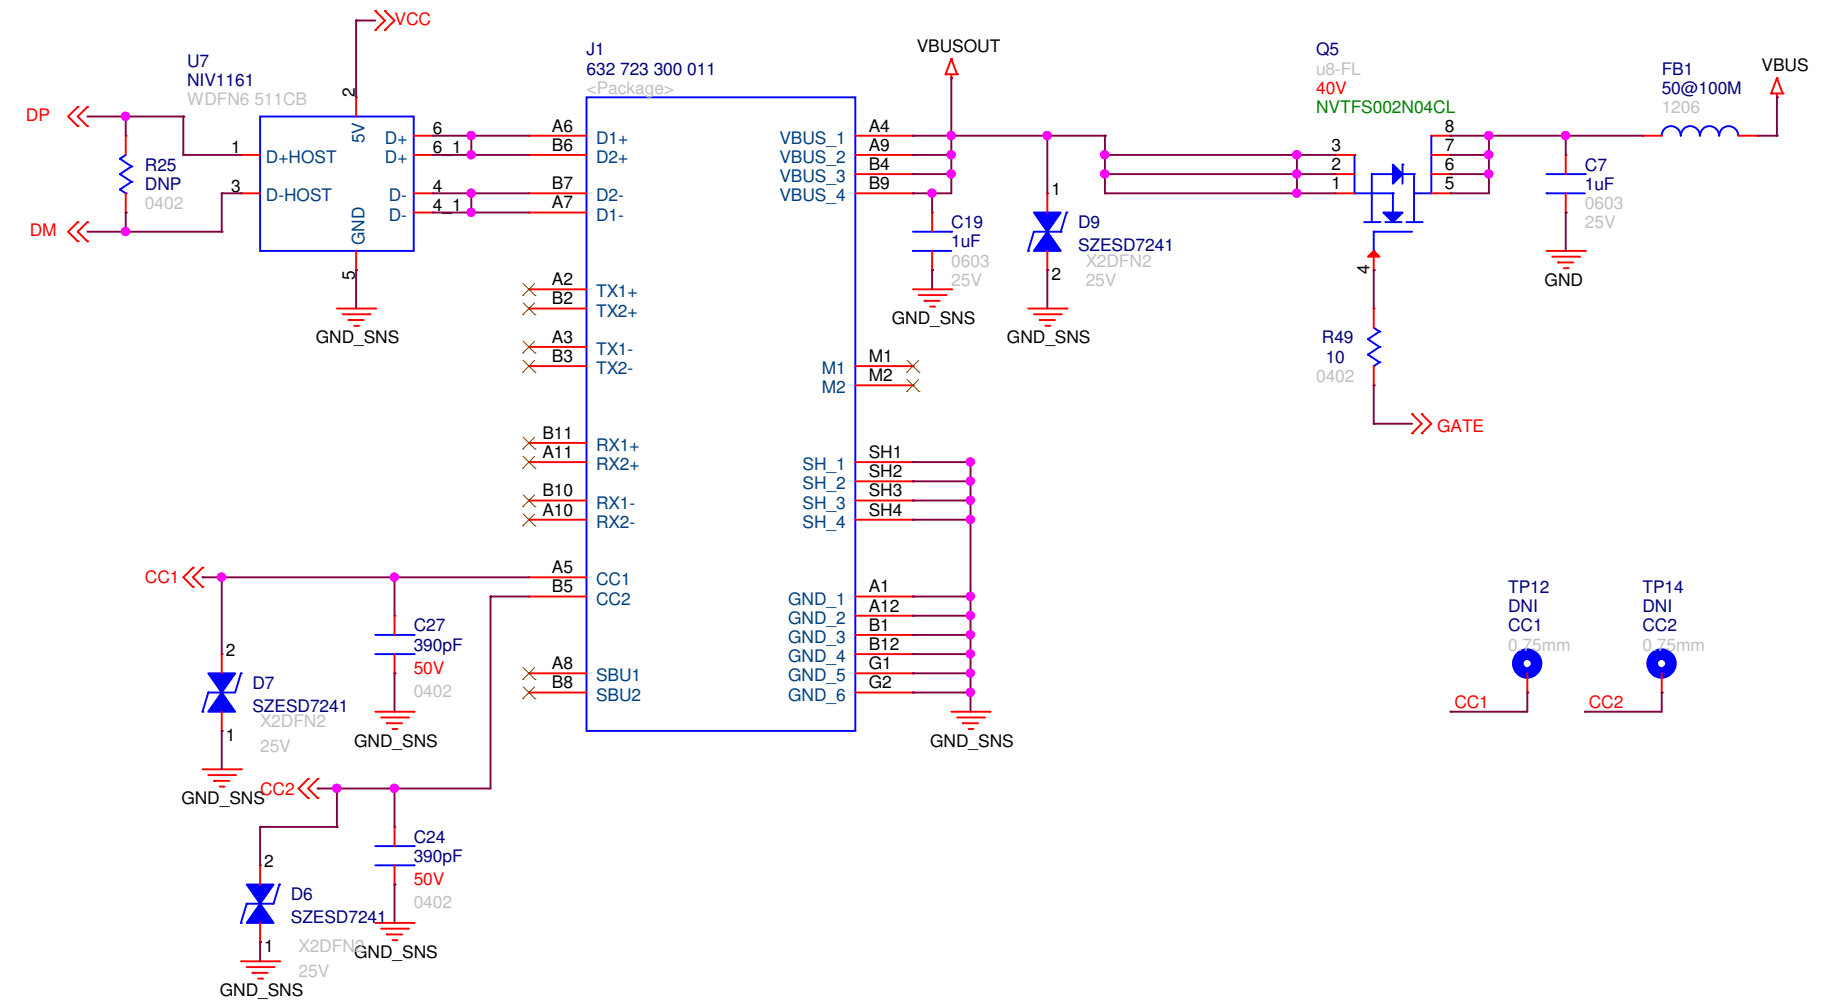 VCC
U7
NIV1161
WDFN6 511CB
DP
DM
R25
DNP
0402
1
3
D+HOST
D-HOST
2
5V
GND
5
GND_SNS
D+
D+
D-
D-
6
6_1
4
4_1
J1
632 723 300 011
<Package>
A6
B6
B7
A7
D1+
D2+
D2-
D1-
A2
B2
TX1+
TX2+
A3
B3
TX1-
TX2-
B11
A11
RX1+
RX2+
B10
A10
RX1-
RX2-
A5
B5
CC1
CC2
A8
B8
SBU1
SBU2
VBUS_1
VBUS_2
VBUS_3
VBUS_4
A4
A9
B4
B9
M1
M2
M1
M2
SH_1
SH_2
SH_3
SH_4
SH1
SH2
SH3
SH4
GND_1
GND_2
GND_3
GND_4
GND_5
GND_6
A1
A12
B1
B12
G1
G2
GND_SNS
VBUSOUT
C19
1uF
0603
25V
GND_SNS
1
D9
SZESD7241
X2DFN2
25V
2
GND_SNS
Q5
u8-FL
40V
NVTFS002N04CL
3
2
1
8
7
6
5
4
R49
10
0402
GATE
FB1
50@100M
1206
VBUS
C7
1uF
0603
25V
GND
CC1
2
D7
SZESD7241
X2DFN2
25V
1
GND_SNS
C27
390pF
50V
0402
GND_SNS
CC2
2
D6
SZESD7241
X2DFN2
25V
1
GND_SNS
C24
390pF
50V
0402
GND_SNS
TP12
DNI
CC1
0.75mm
CC1
TP14
DNI
CC2
0.75mm
CC2